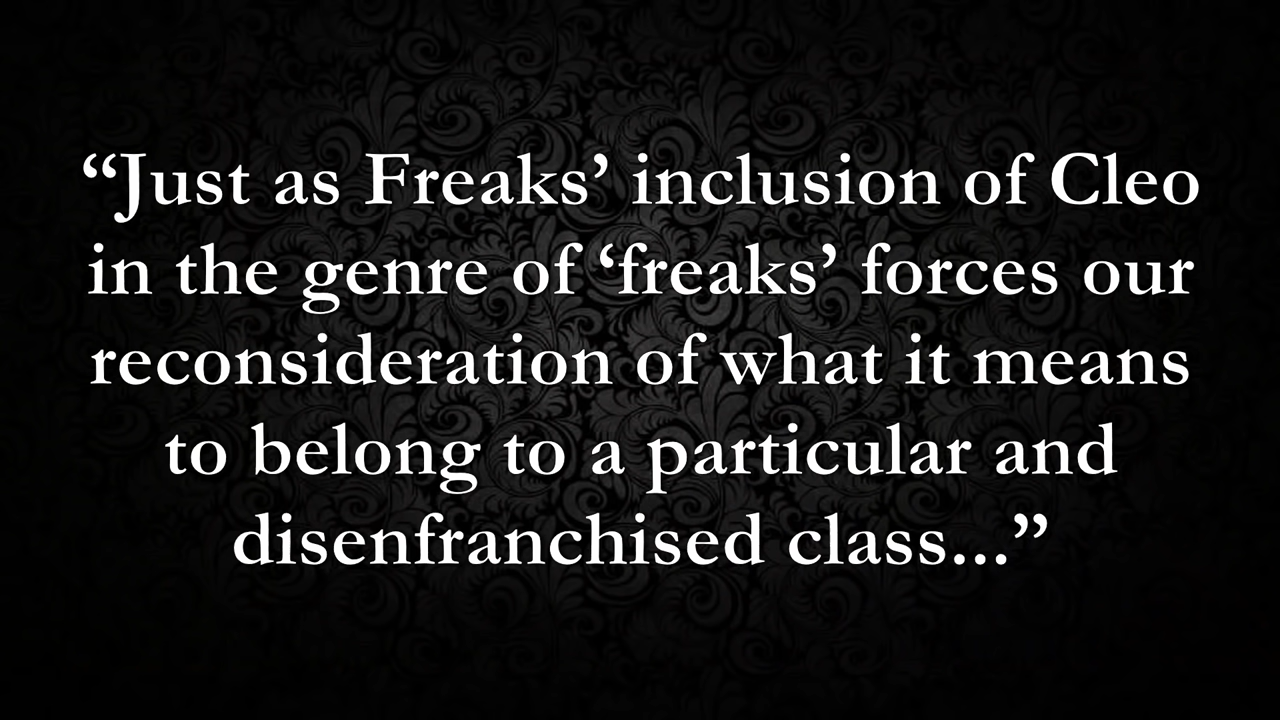 “Just as Freaks’ inclusion of Cleo
in the genre of ‘freaks’ forces our
reconsideration of what it means
to belong to a particular and
disenfranchised class...”